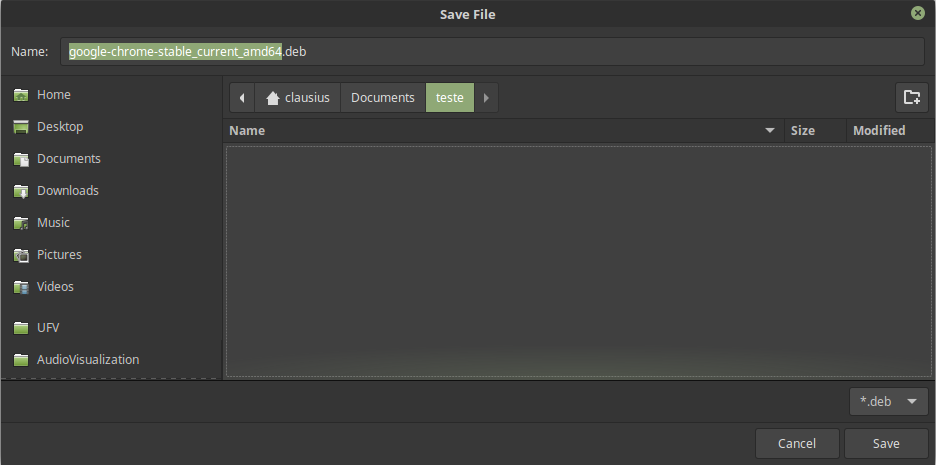 Save File
Name: google-chrome-stable_current_amd64.deb
Home
Desktop
Documents
Downloads
Music
Pictures
Videos
UFV
AudioVisualization
clausius Documents teste
Name Size Modified
*.deb
Cancel Save